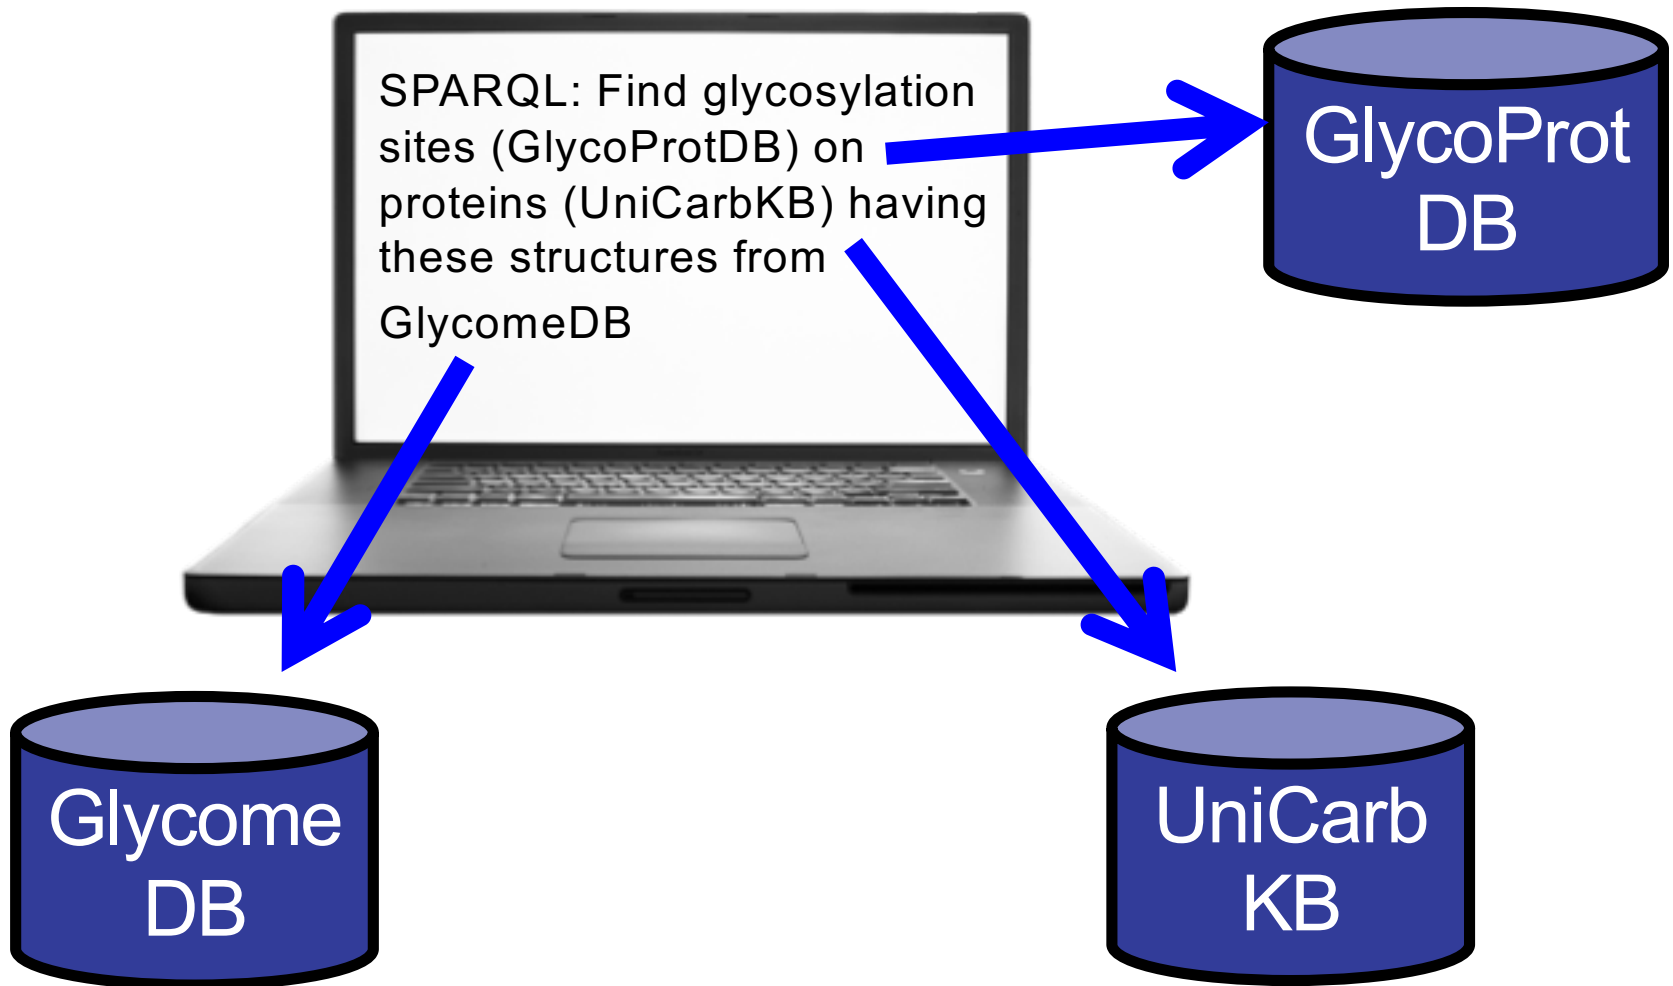 SPARQL: Find glycosylation
sites (GlycoProtDB) on
proteins (UniCarbKB) having
these structures from
GlycomeDB
GlycoProt
DB
Glycome
DB
UniCarb
KB